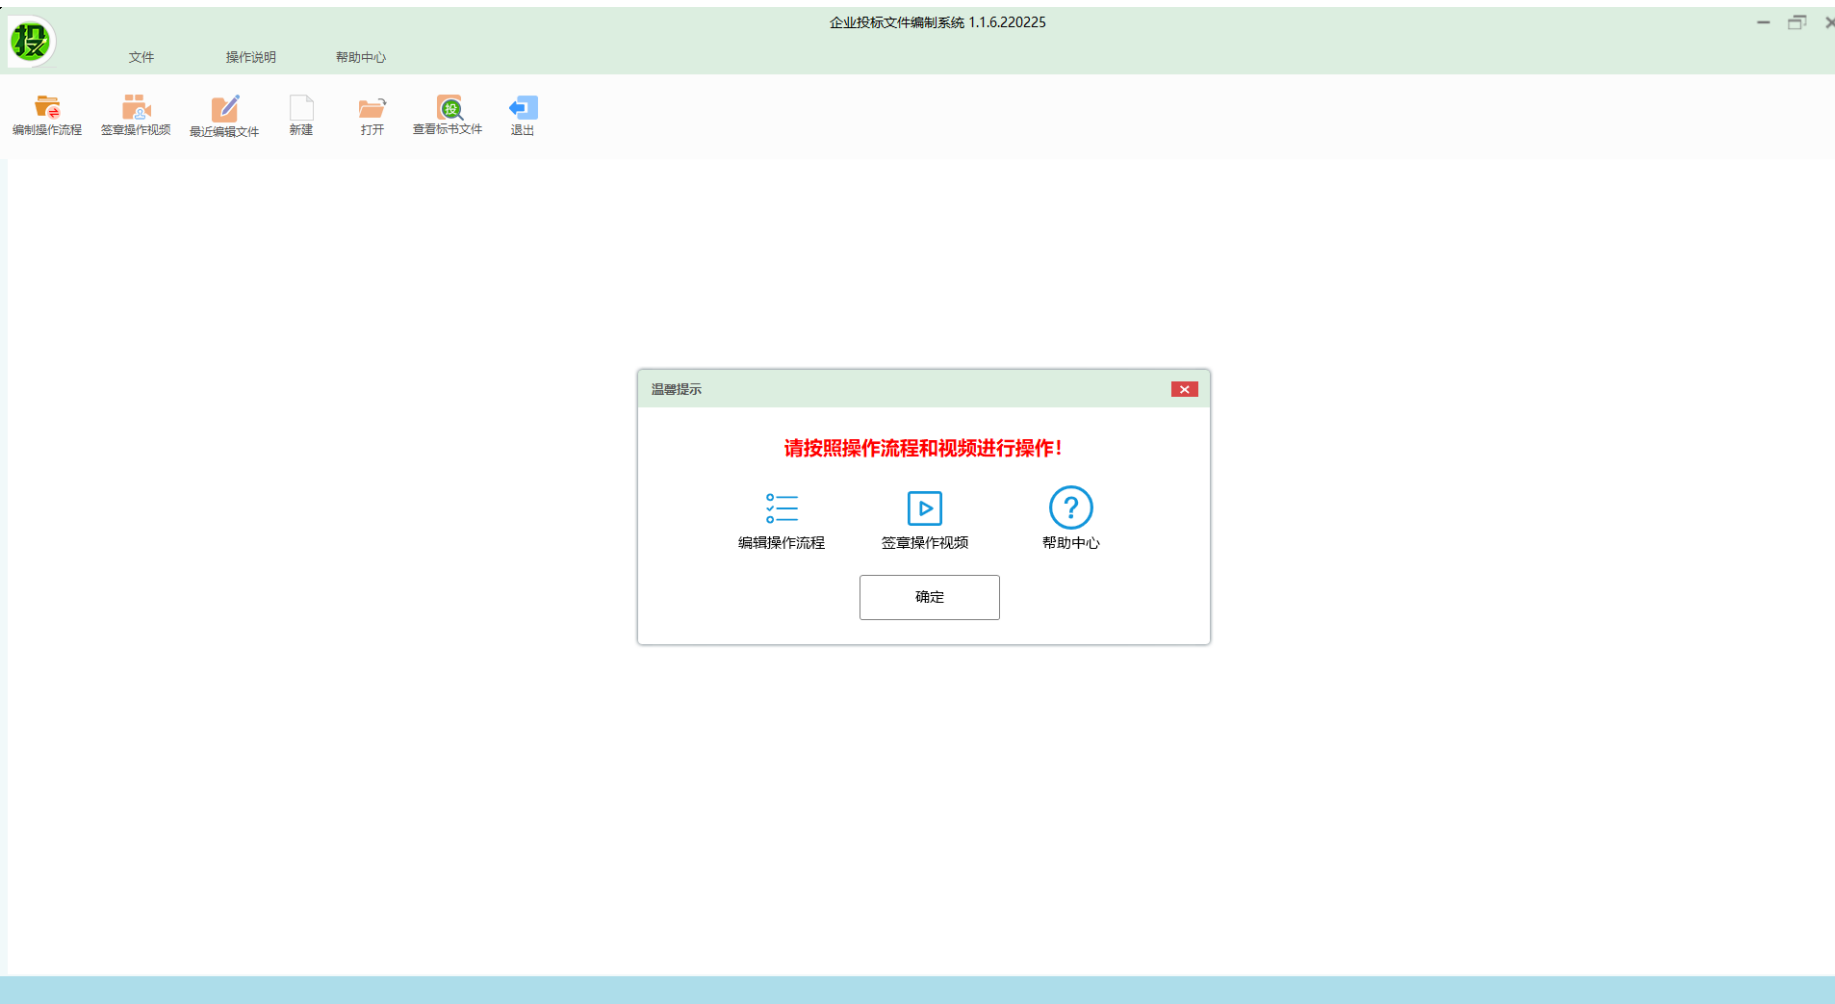 企业投标文件编制系统 1.1.6.220225
投
文件 操作说明 帮助中心
编制操作流程 签章操作视频 最近编辑文件 新建 打开 查看标书文件 退出
投
温馨提示
请按照操作流程和视频进行操作!
编辑操作流程 签章操作视频 帮助中心
确定